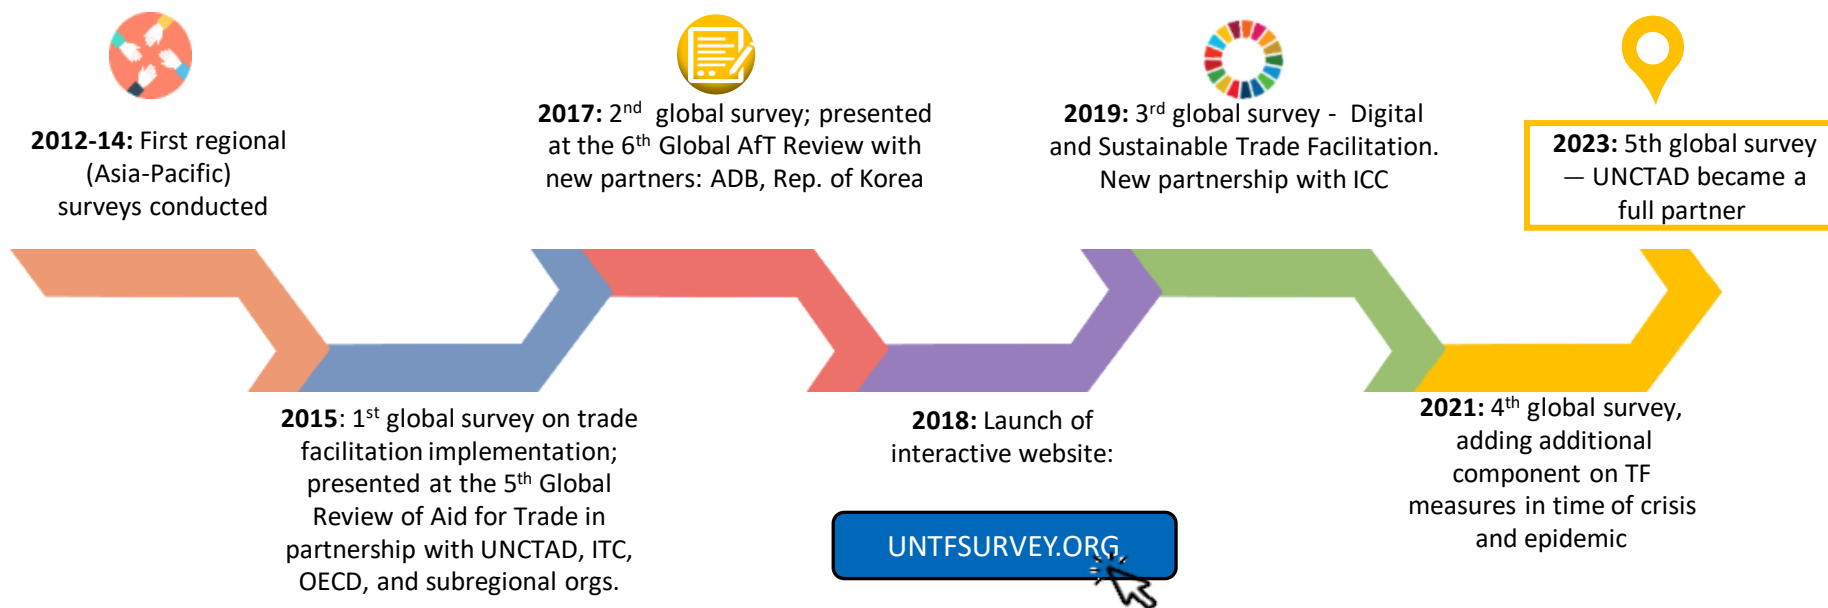 2012-14: First regional
(Asia-Pacific)
surveys conducted
2015: 1st global survey on trade
facilitation implementation;
presented at the 5th Global
Review of Aid for Trade in
partnership with UNCTAD, ITC,
OECD, and subregional orgs.
2017: 2nd global survey; presented
at the 6th Global AfT Review with
new partners: ADB, Rep. of Korea
2018: Launch of
interactive website:
UNTFSURVEY.ORG
2019: 3rd global survey - Digital
and Sustainable Trade Facilitation.
New partnership with ICC
2021: 4th global survey,
adding additional
component on TF
measures in time of crisis
and epidemic
2023: 5th global survey
— UNCTAD became a
full partner